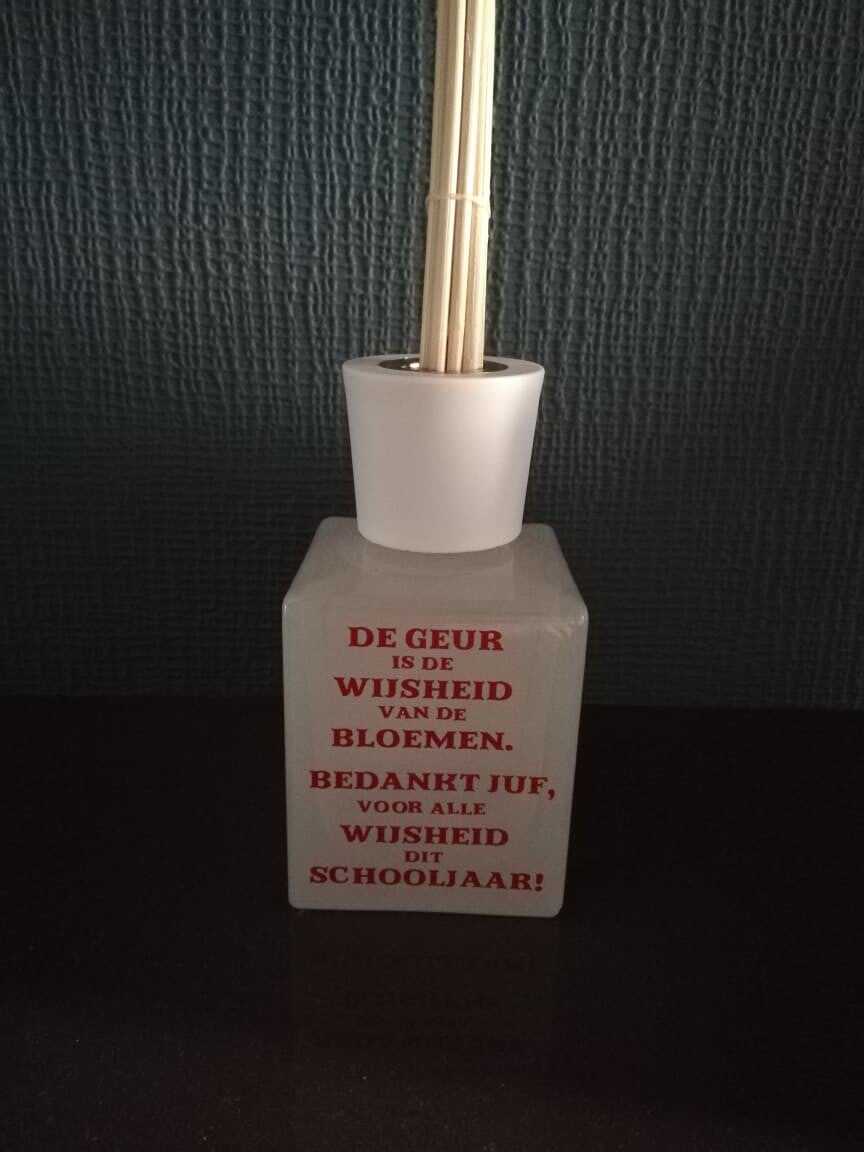 DE GEUR
IS DE
WIJSHEID
VAN DE
BLOEMEN.
BEDANKT JUF,
VOOR ALLE
WIJSHEID
DIT
SCHOOLJAAR!